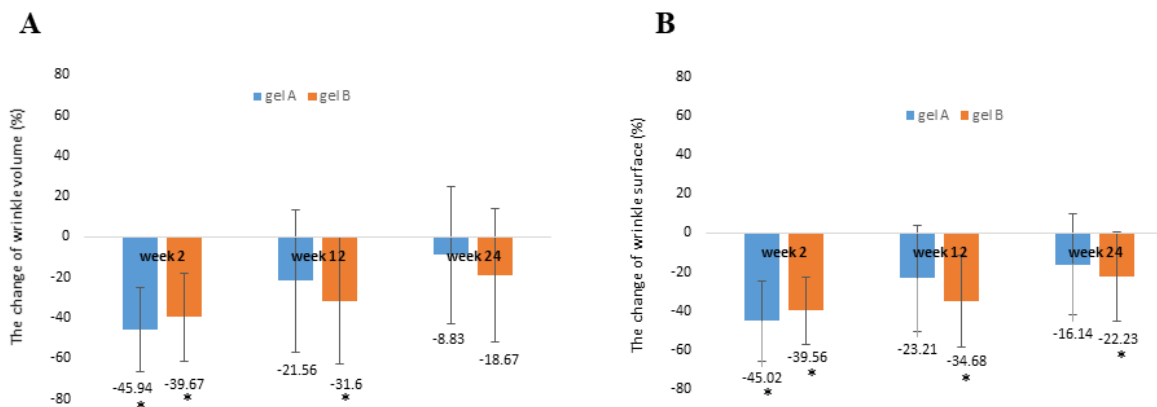 A
The change of wrinkle volume (%)
80
60
40
20
0
-20
-40
-60
-80
gel A gel B
week 2 week 12 week 24
-45.94 -39.67 -21.56 -31.6 -8.83 -18.67
* * *
B
The change of wrinkle surface (%)
80
60
40
20
0
-20
-40
-60
-80
gel A gel B
week 2 week 12 week 24
-45.02 -39.56 -23.21 -34.68 -16.14 -22.23
* * * *